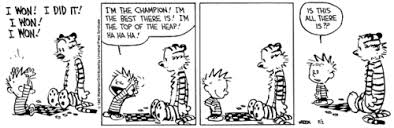 I WON! I DID IT!
I WON!
I WON!
I'M THE CHAMPION! I'M
THE BEST THERE IS! I'M
THE TOP OF THE HEAP!
HA HA HA!
IS THIS
ALL THERE
IS?